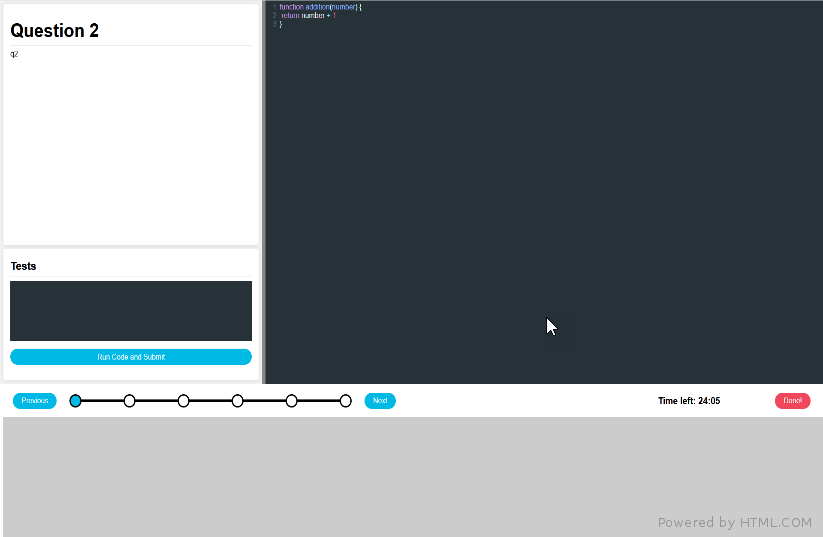 Question 2
q2
1 function addition(number) {
2 return number + 1
3 }
Tests
Run Code and Submit
Previous
Next
Time left: 24:05
Done!
Powered by HTML.COM